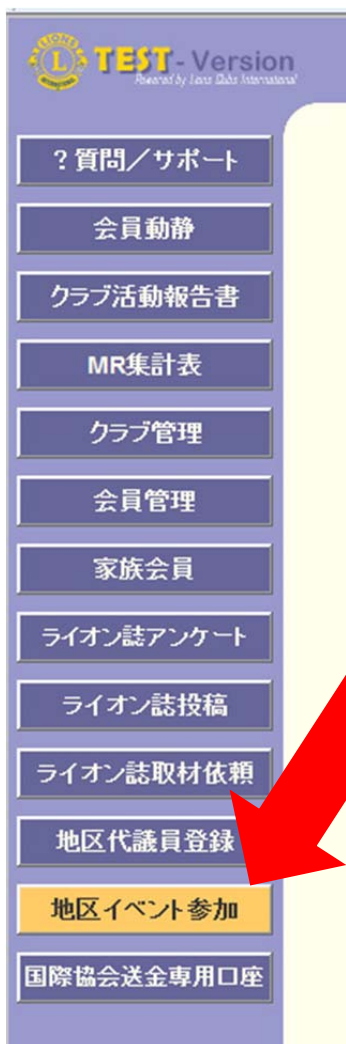 TEST - Version
Powered by Lions Clubs International
?質問/サポート
会員動静
クラブ活動報告書
MR集計表
クラブ管理
会員管理
家族会員
ライオン誌アンケート
ライオン誌投稿
ライオン誌取材依頼
地区代議員登録
地区イベント参加
国際協会送金専用口座